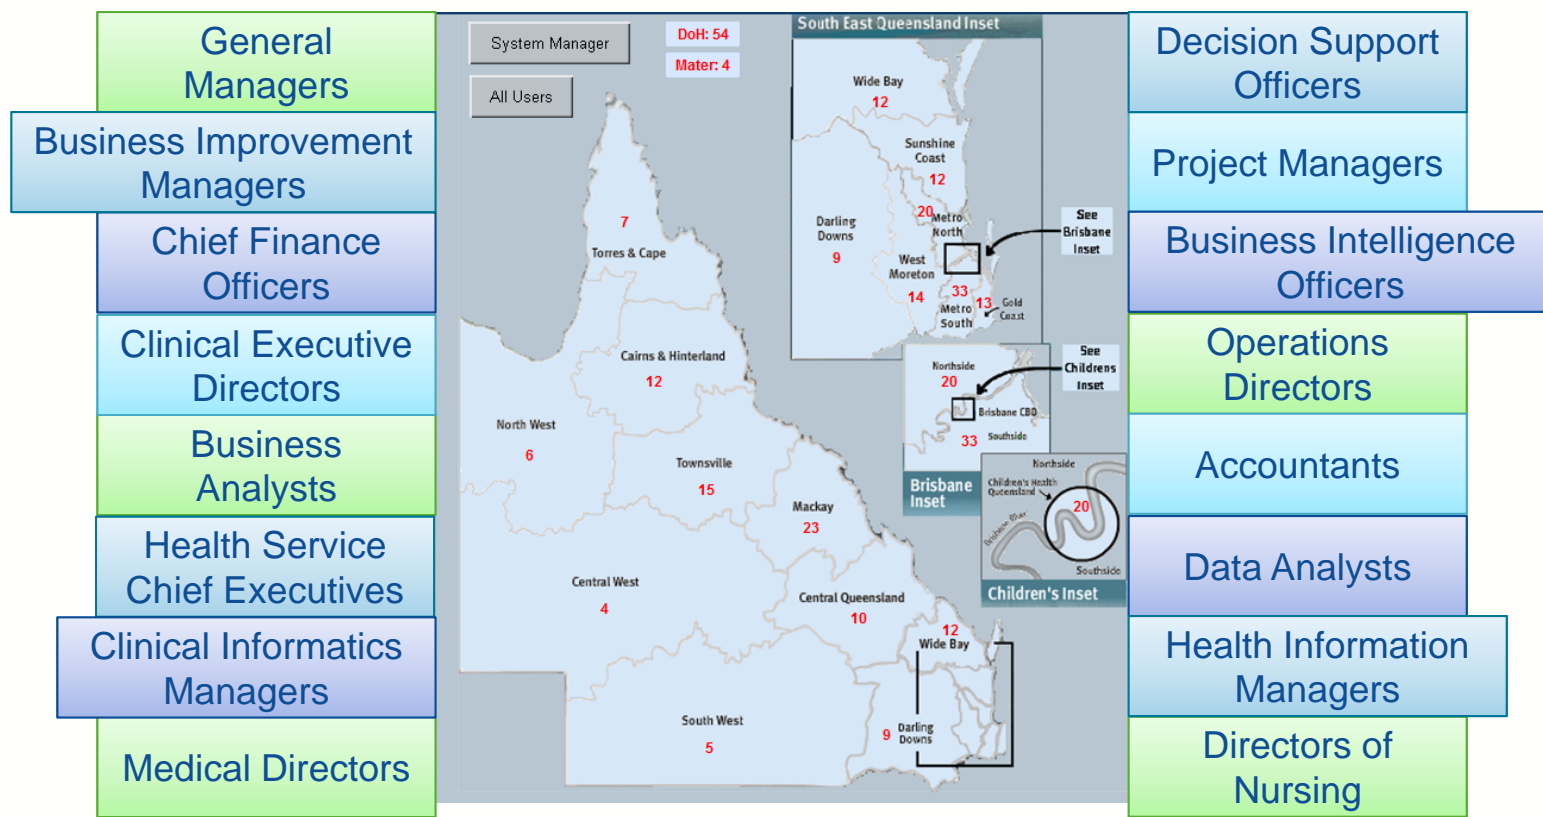 General
Managers
Business Improvement
Managers
Chief Finance
Officers
Clinical Executive
Directors
Business
Analysts
Health Service
Chief Executives
Clinical Informatics
Managers
Medical Directors
System Manager
All Users
DoH: 54
Mater: 4
7
Torres & Cape
Cairns & Hinterland
12
North West
6
Townsville
15
Mackay
23
Central West
4
Central Queensland
10
12
Wide Bay
South West
5
9
Darling
Downs
South East Queensland Inset
Wide Bay
12
Sunshine
Coast
12
20
Metro
North
Darling
Downs
9
West
Moreton
14
33
Metro
South
13
Gold
Coast
See
Brisbane
Inset
Northside
20
See
Childrens
Inset
Brisbane CBD
33
Southside
Brisbane
Inset
Northside
Children's Health
Queensland
20
Brisbane River
Southside
Children's Inset
Decision Support
Officers
Project Managers
Business Intelligence
Officers
Operations
Directors
Accountants
Data Analysts
Health Information
Managers
Directors of
Nursing